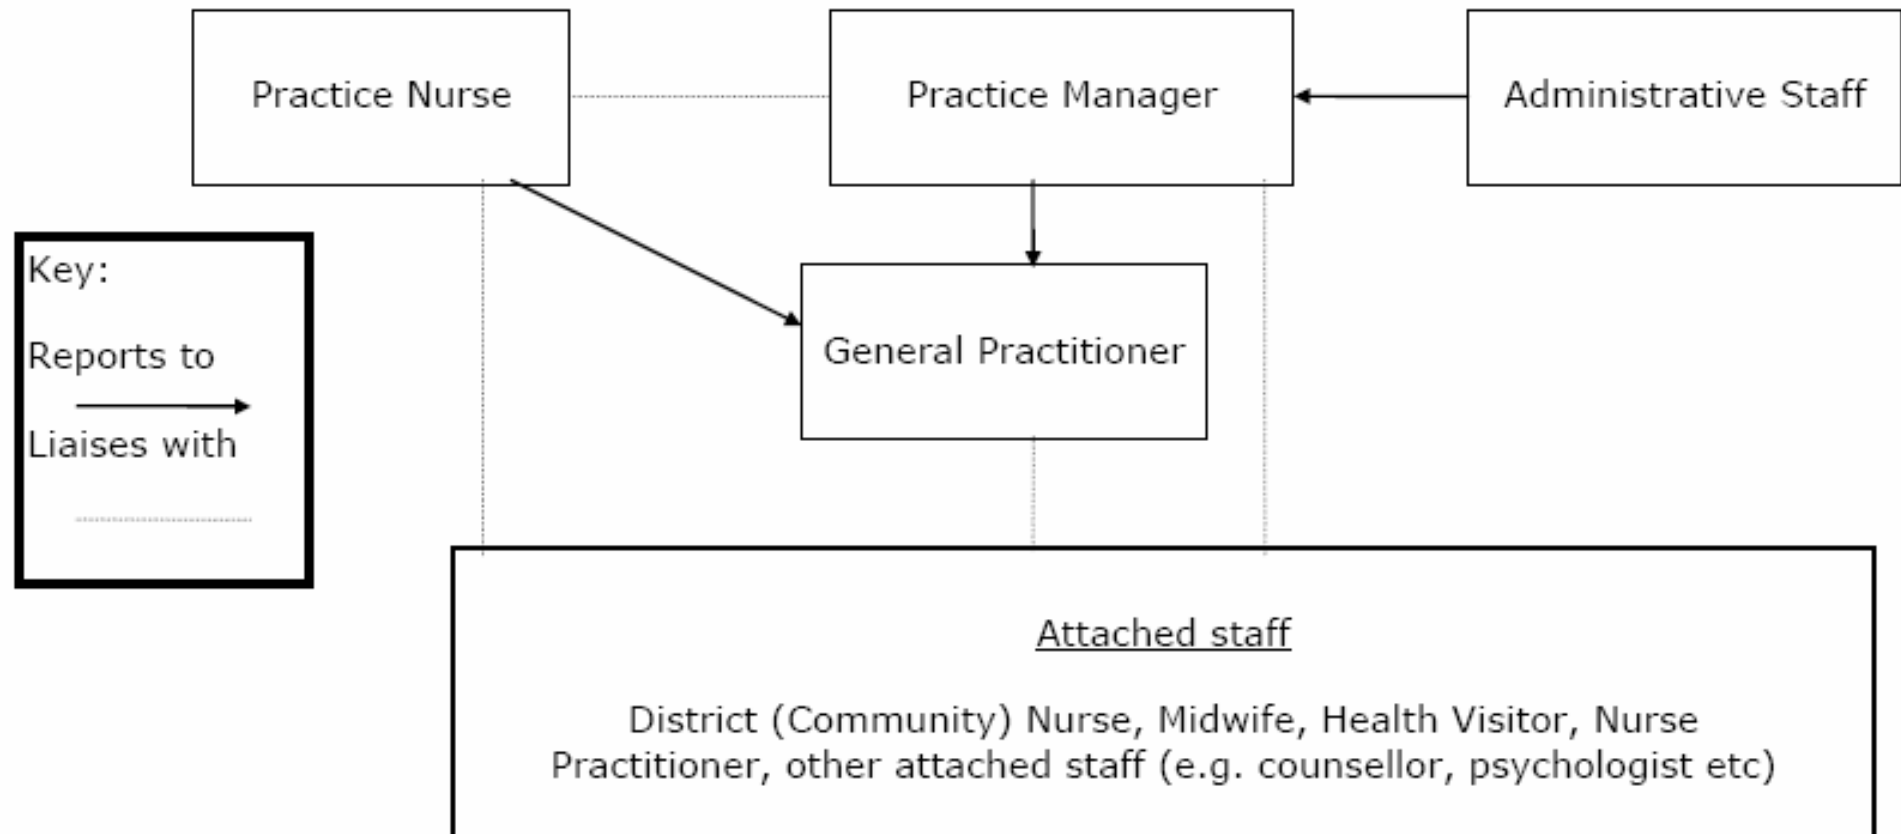 Practice Nurse
Practice Manager
Administrative Staff
Key:
Reports to
Liaises with
General Practitioner
Attached staff
District (Community) Nurse, Midwife, Health Visitor, Nurse
Practitioner, other attached staff (e.g. counsellor, psychologist etc)